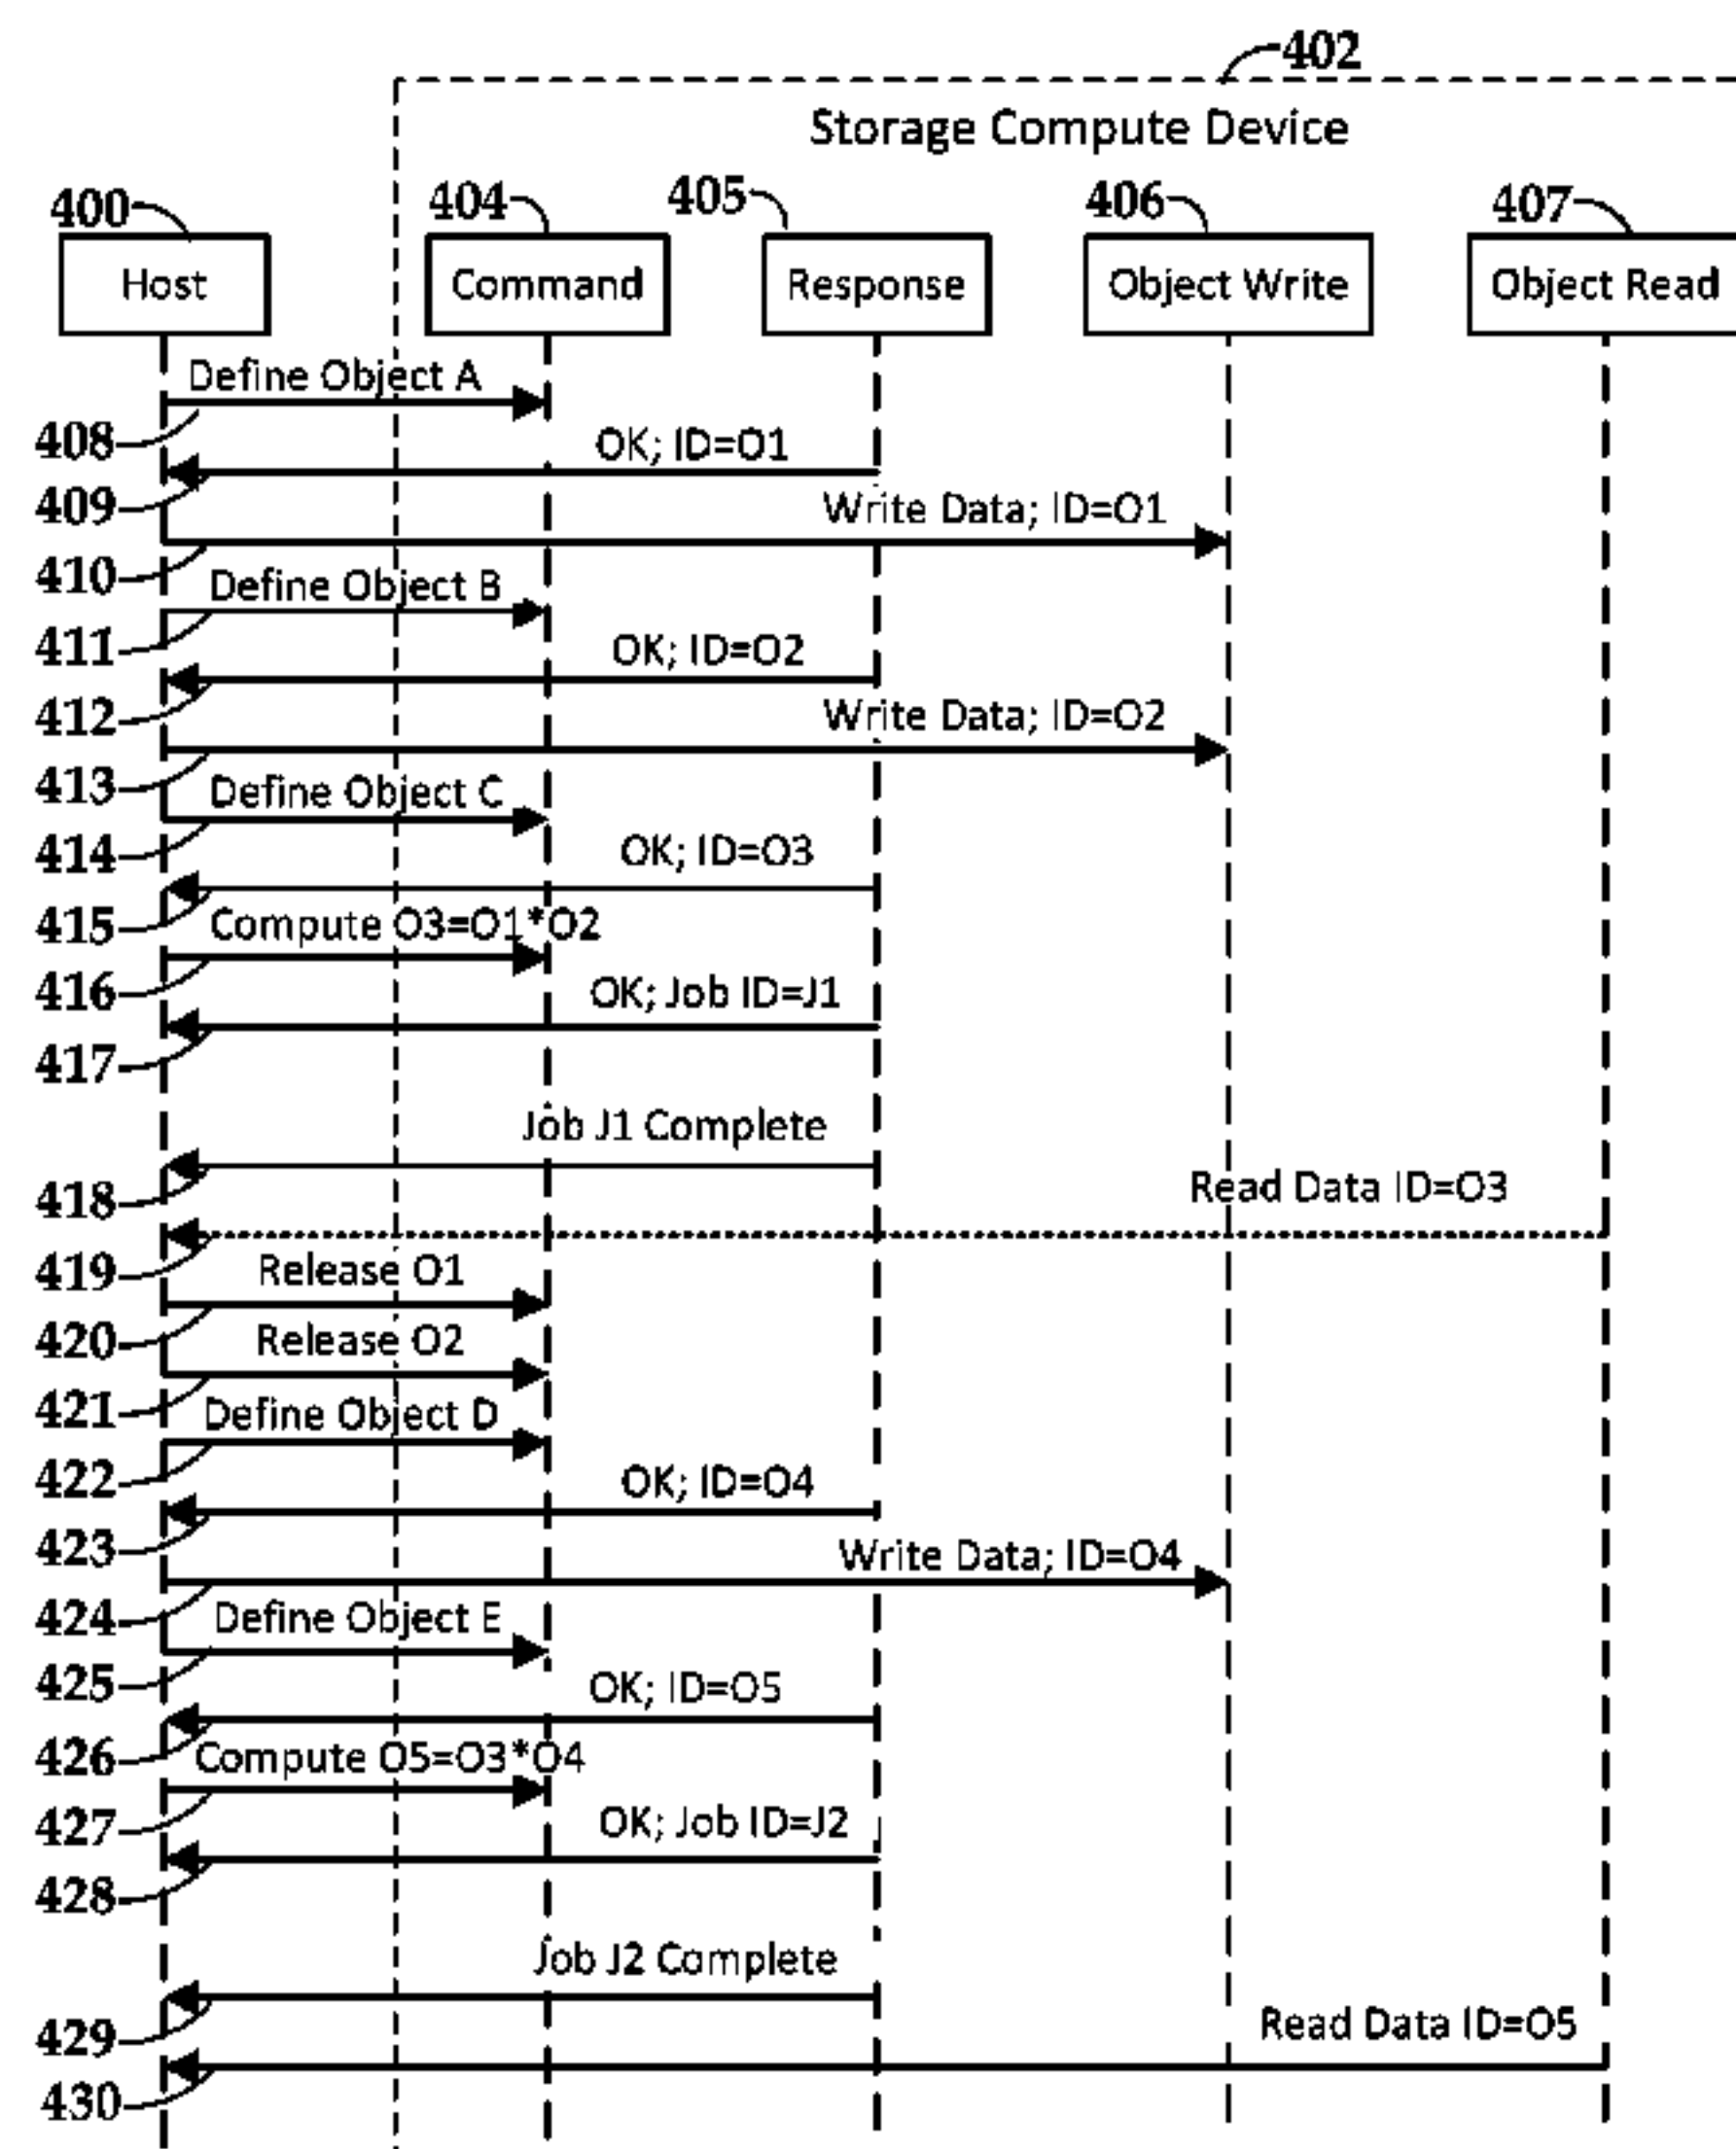 402
Storage Compute Device
400
404
405
406
407
Host
Command
Response
Object Write
Object Read
Define Object A
408
OK; ID=O1
409
Write Data; ID=O1
410
Define Object B
411
OK; ID=O2
412
Write Data; ID=O2
413
Define Object C
414
OK; ID=O3
415
Compute O3=O1*O2
416
OK; Job ID=J1
417
Job J1 Complete
418
Read Data ID=O3
419
Release O1
420
Release O2
421
Define Object D
422
OK; ID=O4
423
Write Data; ID=O4
424
Define Object E
425
OK; ID=O5
426
Compute O5=O3*O4
427
OK; Job ID=J2
428
Job J2 Complete
429
Read Data ID=O5
430